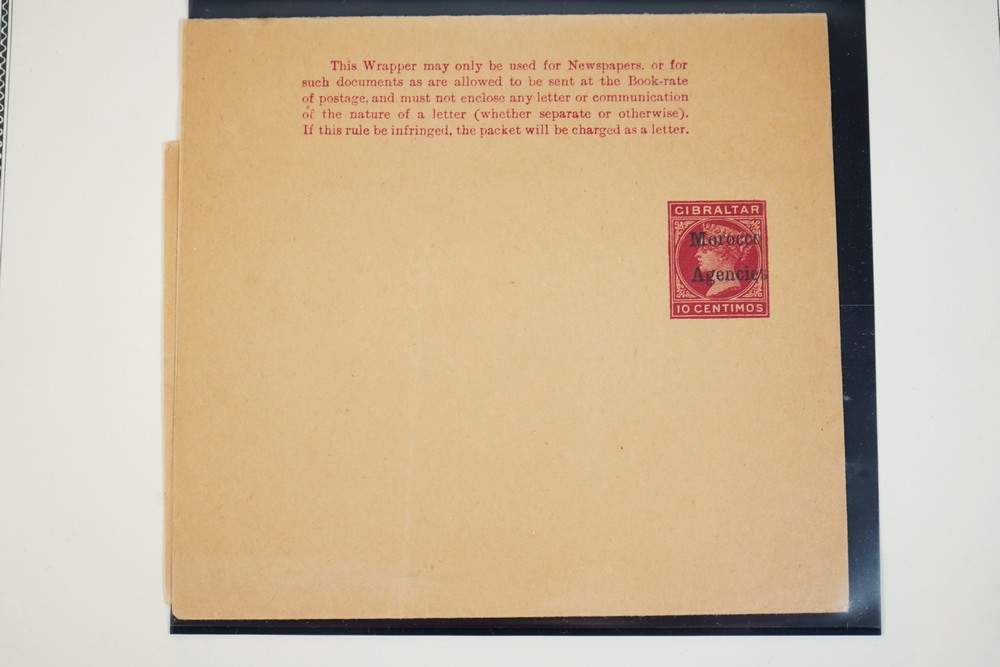 This Wrapper may only be used for Newspapers, or for
such documents as are allowed to be sent at the Book-rate
of postage, and must not enclose any letter or communication
of the nature of a letter (whether separate or otherwise).
If this rule be infringed, the packet will be charged as a letter.
GIBRALTAR
Morocco
Agencies
10 CENTIMOS